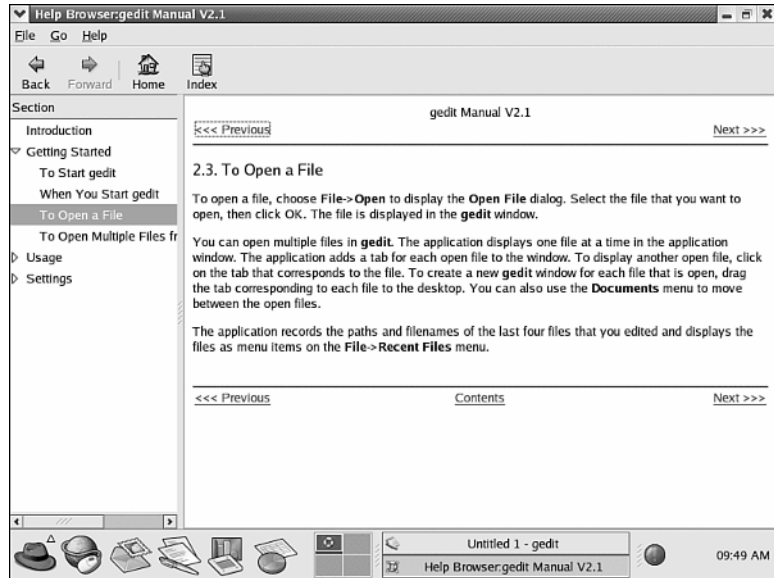 Help Browser:gedit Manual V2.1
File Go Help
Back Forward Home Index
Section
Introduction
Getting Started
To Start gedit
When You Start gedit
To Open a File
To Open Multiple Files fr
Usage
Settings
gedit Manual V2.1
<<< Previous Next >>>
2.3. To Open a File
To open a file, choose File->Open to display the Open File dialog. Select the file that you want to
open, then click OK. The file is displayed in the gedit window.
You can open multiple files in gedit. The application displays one file at a time in the application
window. The application adds a tab for each open file to the window. To display another open file, click
on the tab that corresponds to the file. To create a new gedit window for each file that is open, drag
the tab corresponding to each file to the desktop. You can also use the Documents menu to move
between the open files.
The application records the paths and filenames of the last four files that you edited and displays the
files as menu items on the File->Recent Files menu.
<<< Previous Contents Next >>>
Untitled 1 - gedit
Help Browser:gedit Manual V2.1
09:49 AM